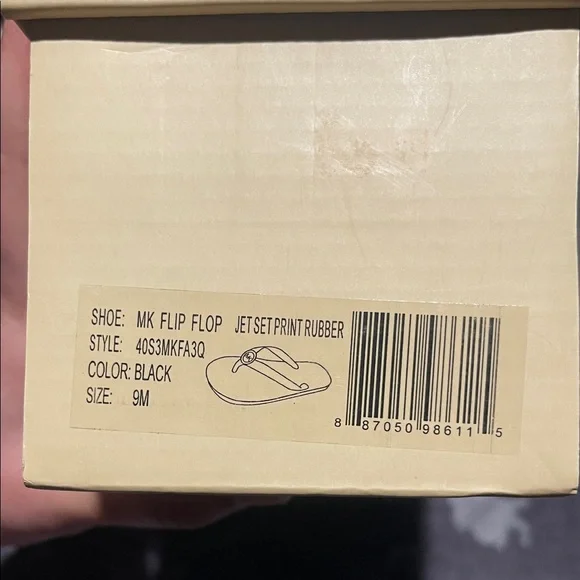 SHOE: MK FLIP FLOP JET SET PRINT RUBBER
STYLE: 40S3MKFA3Q
COLOR: BLACK
SIZE: 9M
8 87050 98611 5